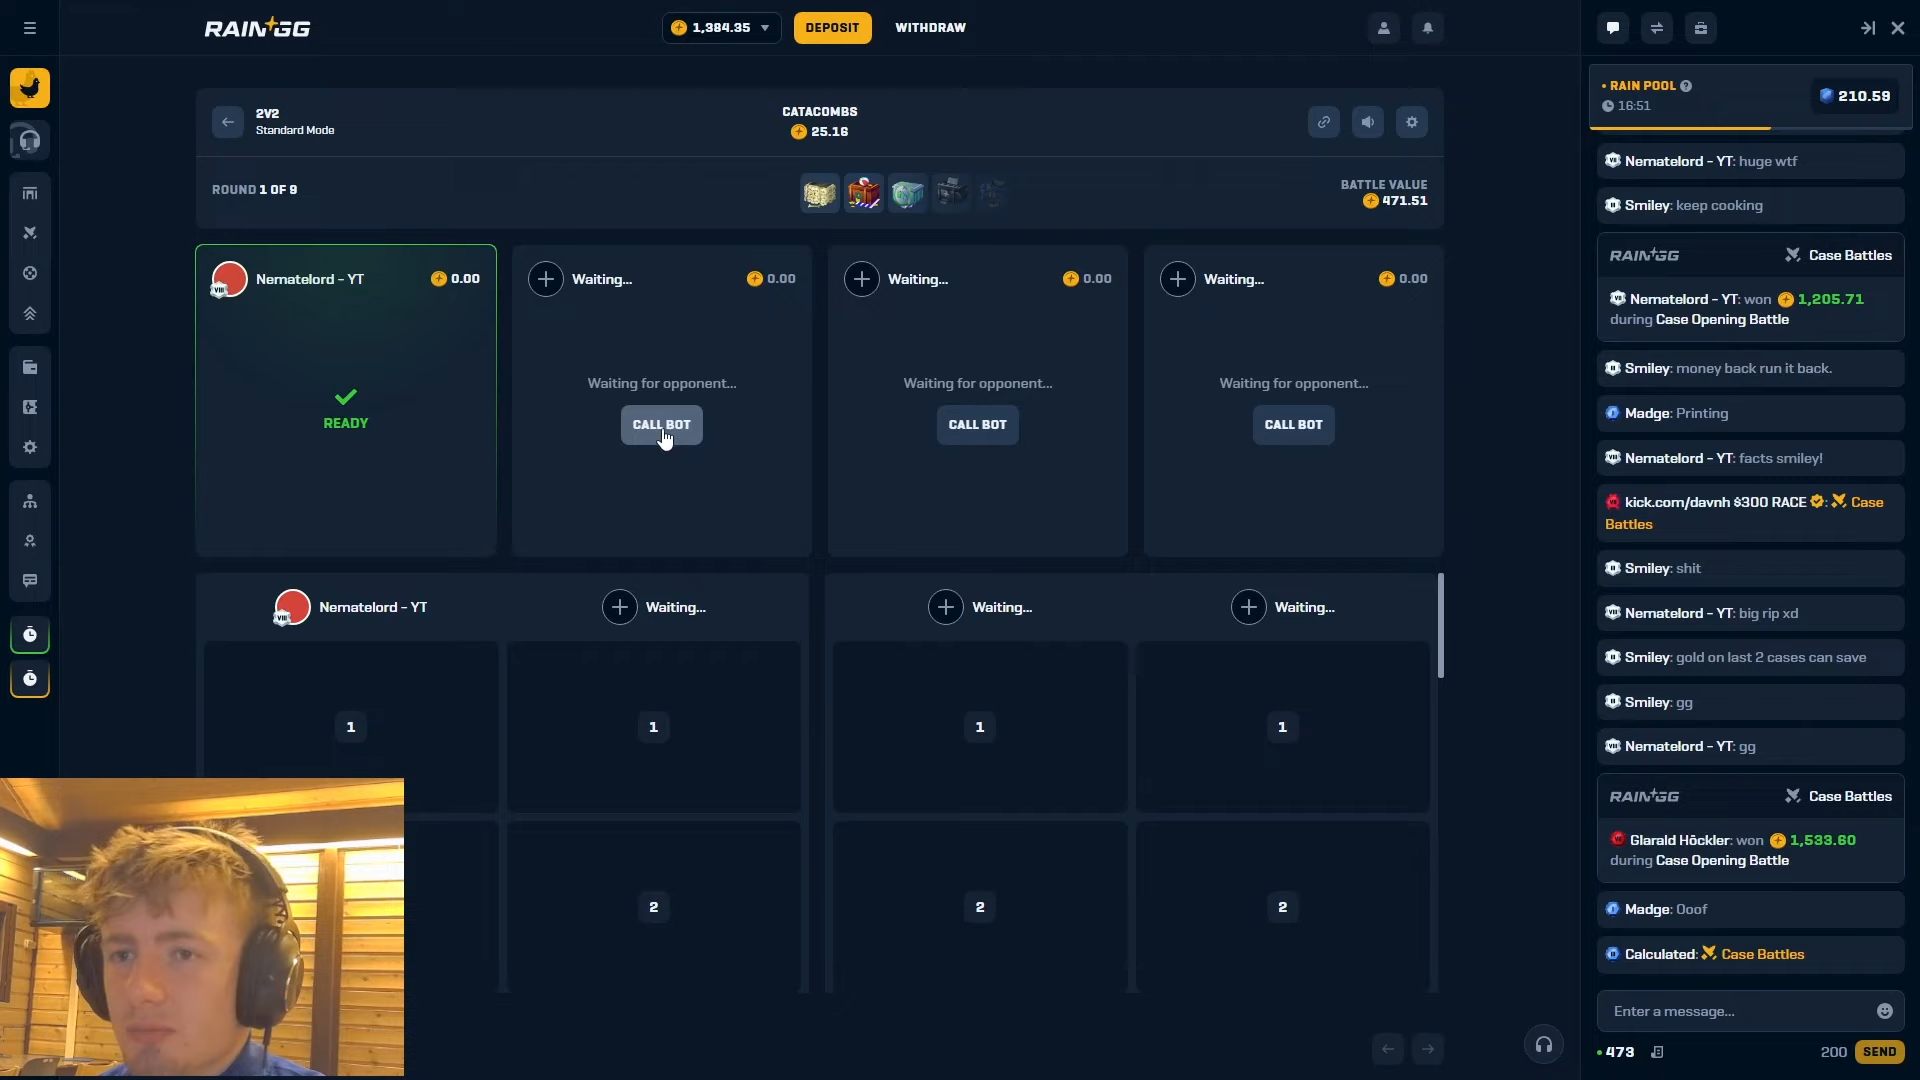 RAIN GG
1,384.35
DEPOSIT
WITHDRAW
2V2
Standard Mode
CATACOMBS
25.16
ROUND 1 OF 9
BATTLE VALUE
471.51
Nematelord - YT
0.00
Waiting...
0.00
Waiting...
0.00
Waiting...
0.00
VIII
READY
Waiting for opponent...
CALL BOT
Waiting for opponent...
CALL BOT
Waiting for opponent...
CALL BOT
Nematelord - YT
VIII
Waiting...
Waiting...
Waiting...
1
1
1
1
2
2
2
RAIN POOL
16:51
210.59
Nematelord - YT: huge wtf
Smiley: keep cooking
RAIN GG
Case Battles
Nematelord - YT: won 1,205.71
during Case Opening Battle
Smiley: money back run it back.
Madge: Printing
Nematelord - YT: facts smiley!
kick.com/davnh $300 RACE : Case
Battles
Smiley: shit
Nematelord - YT: big rip xd
Smiley: gold on last 2 cases can save
Smiley: gg
Nematelord - YT: gg
RAIN GG
Case Battles
Glarald Höckler: won 1,533.60
during Case Opening Battle
Madge: Ooof
Calculated: Case Battles
Enter a message...
473
200
SEND